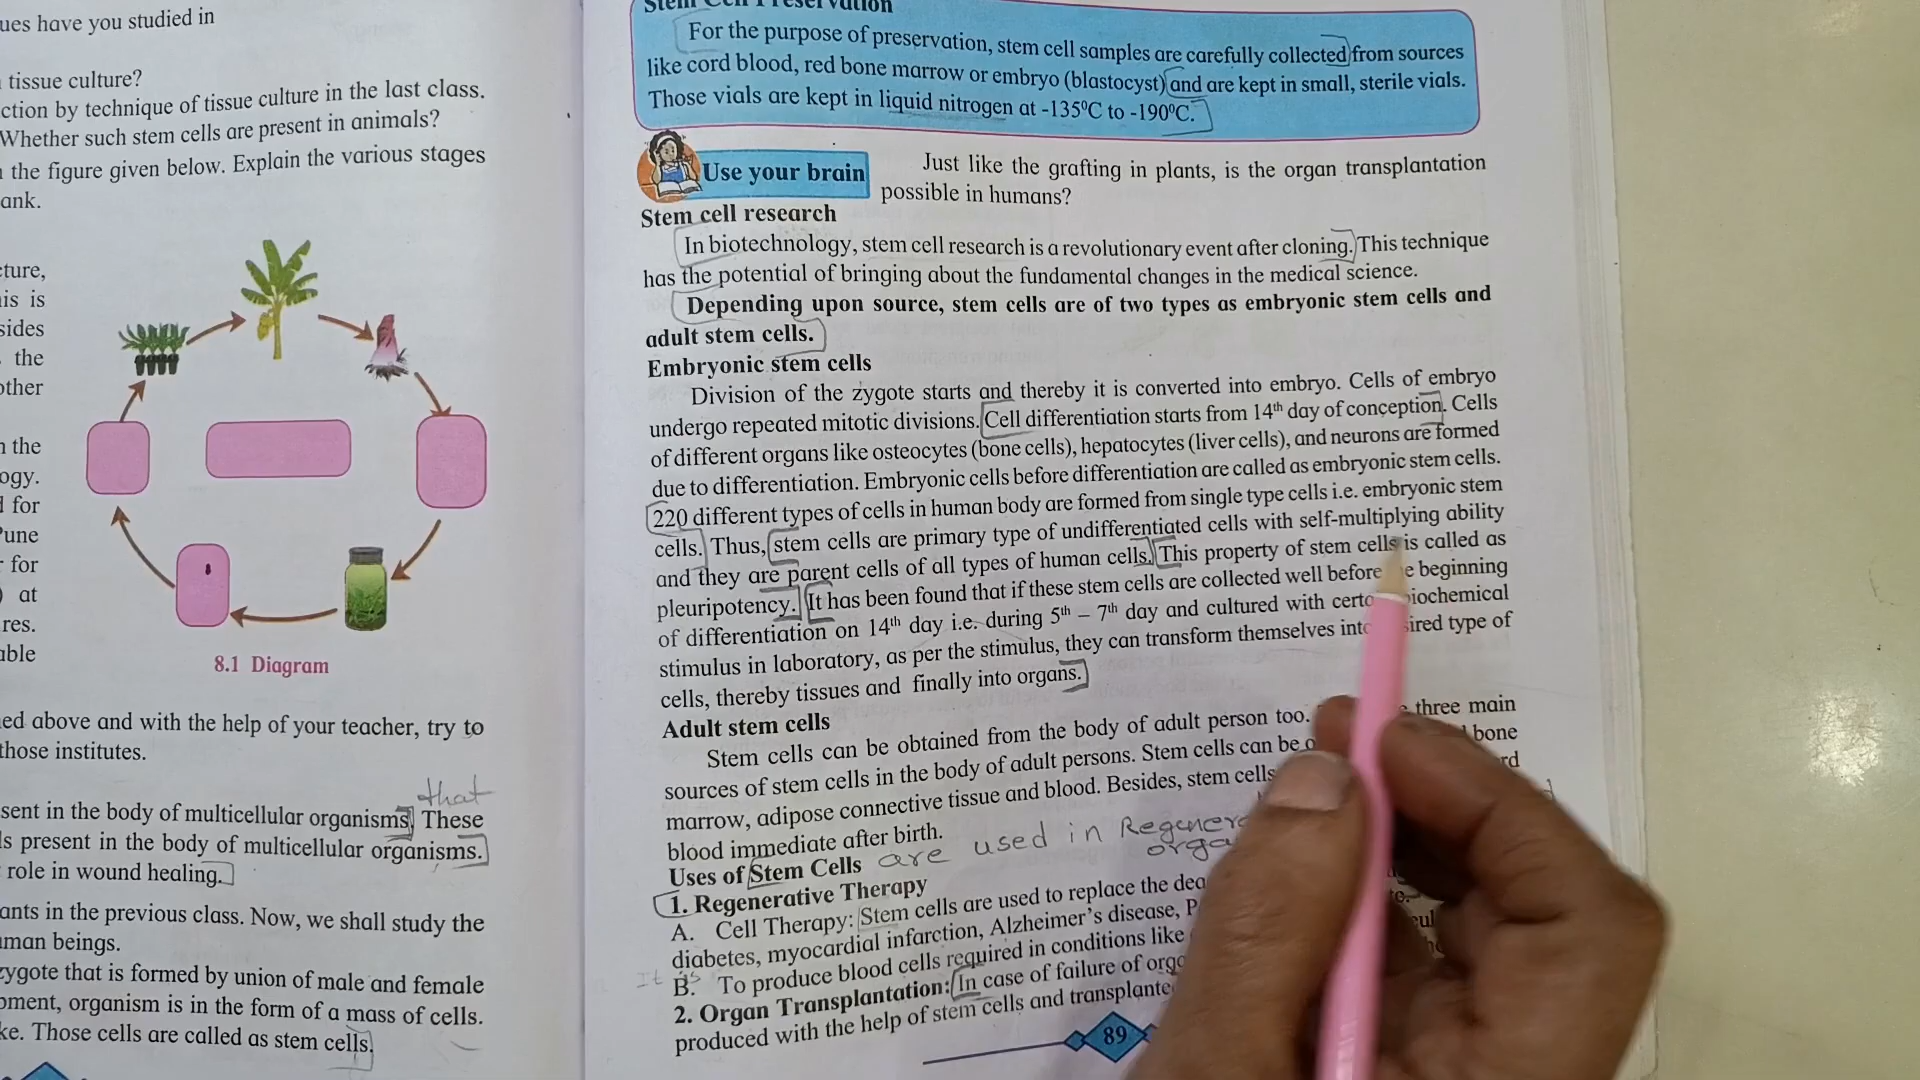 ues have you studied in
tissue culture?
ction by technique of tissue culture in the last class.
Whether such stem cells are present in animals?
the figure given below. Explain the various stages
ank.
cture,
is is
sides
the
other
n the
ogy.
d for
Pune
for
at
res.
able
8.1 Diagram
ed above and with the help of your teacher, try to
those institutes.
that
sent in the body of multicellular organisms. These
ls present in the body of multicellular organisms.
role in wound healing.
ants in the previous class. Now, we shall study the
uman beings.
zygote that is formed by union of male and female
pment, organism is in the form of a mass of cells.
ke. Those cells are called as stem cells.
Stem Cell Preservation
For the purpose of preservation, stem cell samples are carefully collected from sources
like cord blood, red bone marrow or embryo (blastocyst) and are kept in small, sterile vials.
Those vials are kept in liquid nitrogen at -135⁰C to -190⁰C.
Use your brain
Just like the grafting in plants, is the organ transplantation
possible in humans?
Stem cell research
In biotechnology, stem cell research is a revolutionary event after cloning. This technique
has the potential of bringing about the fundamental changes in the medical science.
Depending upon source, stem cells are of two types as embryonic stem cells and
adult stem cells.
Embryonic stem cells
Division of the zygote starts and thereby it is converted into embryo. Cells of embryo
undergo repeated mitotic divisions. Cell differentiation starts from 14th day of conception. Cells
of different organs like osteocytes (bone cells), hepatocytes (liver cells), and neurons are formed
due to differentiation. Embryonic cells before differentiation are called as embryonic stem cells.
220 different types of cells in human body are formed from single type cells i.e. embryonic stem
cells. Thus, stem cells are primary type of undifferentiated cells with self-multiplying ability
and they are parent cells of all types of human cells. This property of stem cells is called as
pleuripotency. It has been found that if these stem cells are collected well before beginning
of differentiation on 14th day i.e. during 5th – 7th day and cultured with biochemical
stimulus in laboratory, as per the stimulus, they can transform themselves type of
cells, thereby tissues and finally into organs.
Adult stem cells
Stem cells can be obtained from the body of adult person too. three main
sources of stem cells in the body of adult persons. Stem cells can be bone
marrow, adipose connective tissue and blood. Besides, stem cells
blood immediate after birth.
Uses of Stem Cells are used in
1. Regenerative Therapy
A. Cell Therapy: Stem cells are used to replace the
diabetes, myocardial infarction, Alzheimer's disease,
It is B. To produce blood cells required in conditions like
2. Organ Transplantation: In case of failure of
produced with the help of stem cells and
89